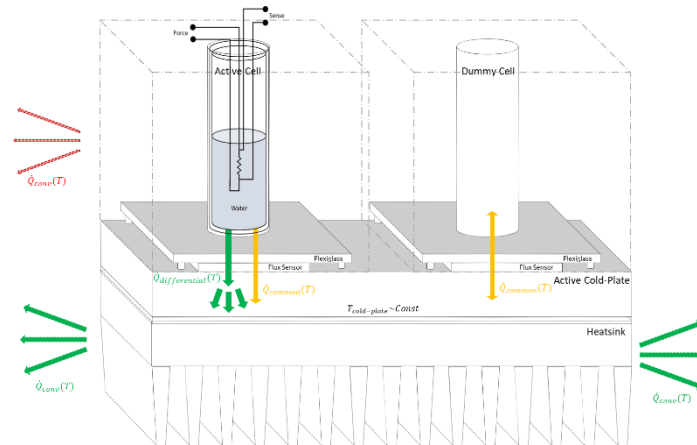 Sense
Force
Active Cell
Dummy Cell
Q̇conv(T)
Water
Plexiglass
Flux Sensor
Plexiglass
Flux Sensor
Q̇differential(T)
Q̇common(T)
Q̇common(T)
Active Cold-Plate
Tcold−plate~Const
Heatsink
Q̇conv(T)
Q̇conv(T)